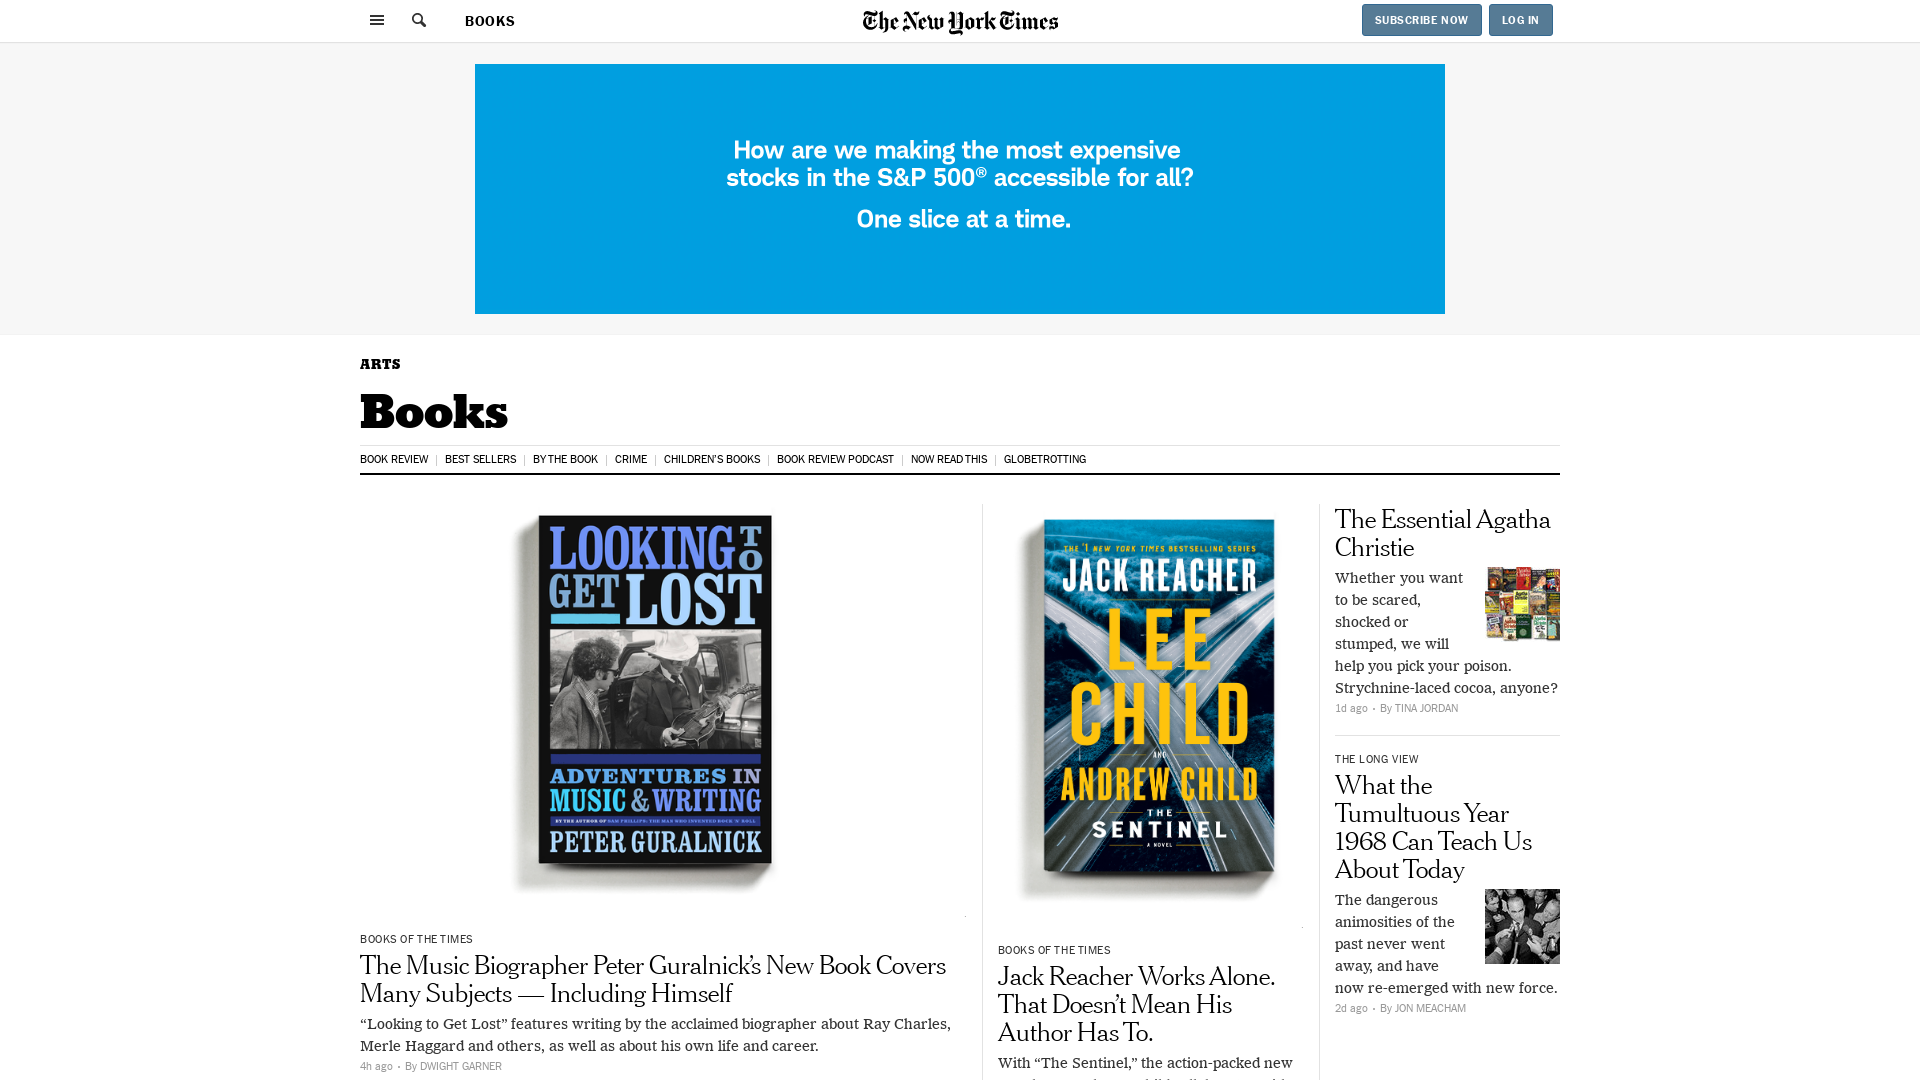 BOOKS
The New York Times
SUBSCRIBE NOW
LOG IN
How are we making the most expensive
stocks in the S&P 500® accessible for all?
One slice at a time.
ARTS
Books
BOOK REVIEW
BEST SELLERS
BY THE BOOK
CRIME
CHILDREN'S BOOKS
BOOK REVIEW PODCAST
NOW READ THIS
GLOBETROTTING
LOOKING TO
GET LOST
ADVENTURES IN
MUSIC & WRITING
BY THE AUTHOR OF SAM PHILLIPS: THE MAN WHO INVENTED ROCK 'N' ROLL
PETER GURALNICK
BOOKS OF THE TIMES
The Music Biographer Peter Guralnick’s New Book Covers
Many Subjects — Including Himself
“Looking to Get Lost” features writing by the acclaimed biographer about Ray Charles,
Merle Haggard and others, as well as about his own life and career.
4h ago • By DWIGHT GARNER
THE #1 NEW YORK TIMES BESTSELLING SERIES
JACK REACHER
LEE
CHILD
AND
ANDREW CHILD
THE
SENTINEL
A NOVEL
BOOKS OF THE TIMES
Jack Reacher Works Alone.
That Doesn’t Mean His
Author Has To.
With “The Sentinel,” the action-packed new
The Essential Agatha
Christie
Whether you want
to be scared,
shocked or
stumped, we will
help you pick your poison.
Strychnine-laced cocoa, anyone?
1d ago • By TINA JORDAN
THE LONG VIEW
What the
Tumultuous Year
1968 Can Teach Us
About Today
The dangerous
animosities of the
past never went
away, and have
now re-emerged with new force.
2d ago • By JON MEACHAM